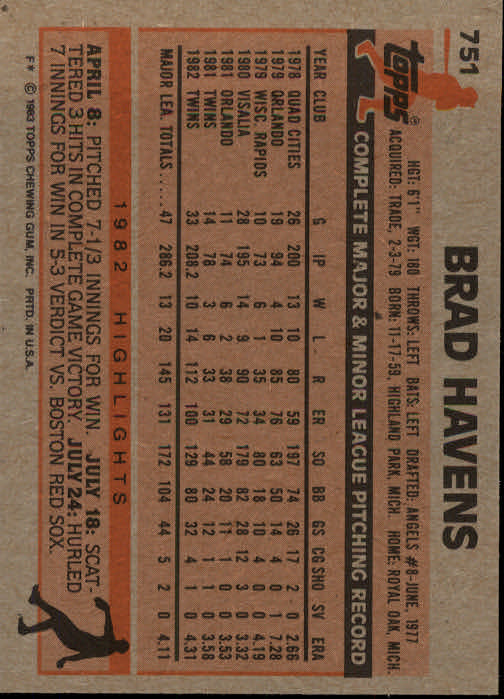 751
BRAD HAVENS
topps®
HGT: 6'1" WGT: 180 THROWS: LEFT BATS: LEFT DRAFTED: ANGELS #8-JUNE, 1977
ACQUIRED: TRADE, 2-3-79 BORN: 11-17-59, HIGHLAND PARK, MICH. HOME: ROYAL OAK, MICH.
COMPLETE MAJOR & MINOR LEAGUE PITCHING RECORD
YEAR CLUB G IP W L R ER SO BB GS CG SHO SV ERA
1978 QUAD CITIES 26 200 13 10 80 59 197 74 26 17 2 0 2.66
1979 ORLANDO 19 94 4 10 85 76 63 50 14 4 0 1 7.28
1979 WISC. RAPIDS 10 73 6 1 35 34 80 18 10 4 0 0 4.19
1980 VISALIA 28 195 14 9 90 72 179 82 28 12 3 0 3.32
1981 ORLANDO 11 74 6 2 38 29 58 20 11 1 0 0 3.53
1981 TWINS 14 78 3 6 33 31 44 24 12 1 1 0 3.58
1982 TWINS 33 208.2 10 14 112 100 129 80 32 4 1 0 4.31
MAJOR LEA. TOTALS..... 47 286.2 13 20 145 131 172 104 44 5 2 0 4.11
1982 HIGHLIGHTS
APRIL 8: PITCHED 7-1/3 INNINGS FOR WIN. JULY 18: SCAT-
TERED 3 HITS IN COMPLETE GAME VICTORY. JULY 24: HURLED
7 INNINGS FOR WIN IN 5-3 VERDICT VS. BOSTON RED SOX.
F* © 1983 TOPPS CHEWING GUM, INC. PRTD. IN U.S.A.